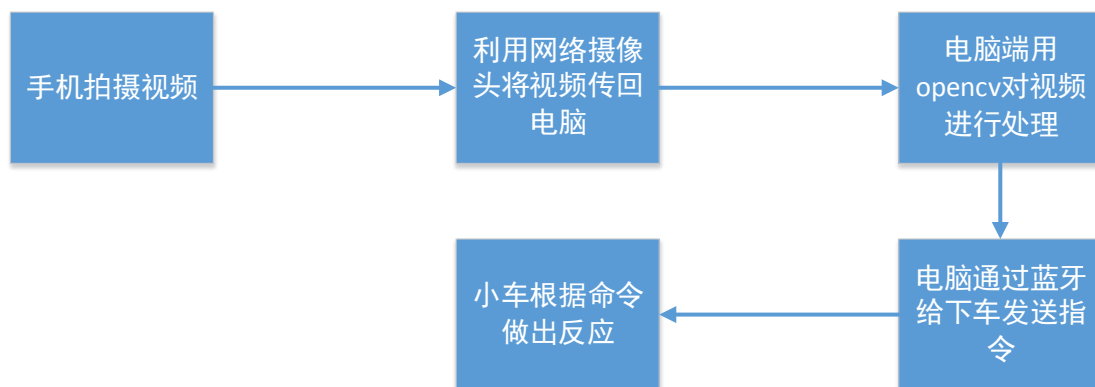 手机拍摄视频
利用网络摄像
头将视频传回
电脑
电脑端用
opencv对视频
进行处理
电脑通过蓝牙
给下车发送指
令
小车根据命令
做出反应